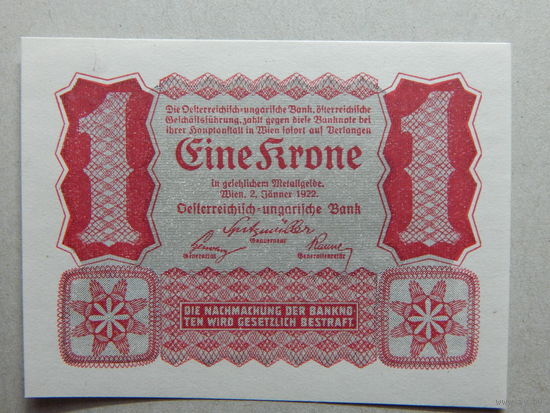 1
1
Die Oesterreichisch-ungarische Bank, österreichische
Geschäftsführung, zahlt gegen diese Banknote bei
ihrer Hauptanstalt in Wien sofort auf Verlangen
Eine Krone
in gesetzlichem Metallgelde.
Wien, 2. Jänner 1922.
Oesterreichisch-ungarische Bank
Spitzmüller
Gouverneur
Generalrat
Generalsekretär
DIE NACHMACHUNG DER BANKNO-
TEN WIRD GESETZLICH BESTRAFT.